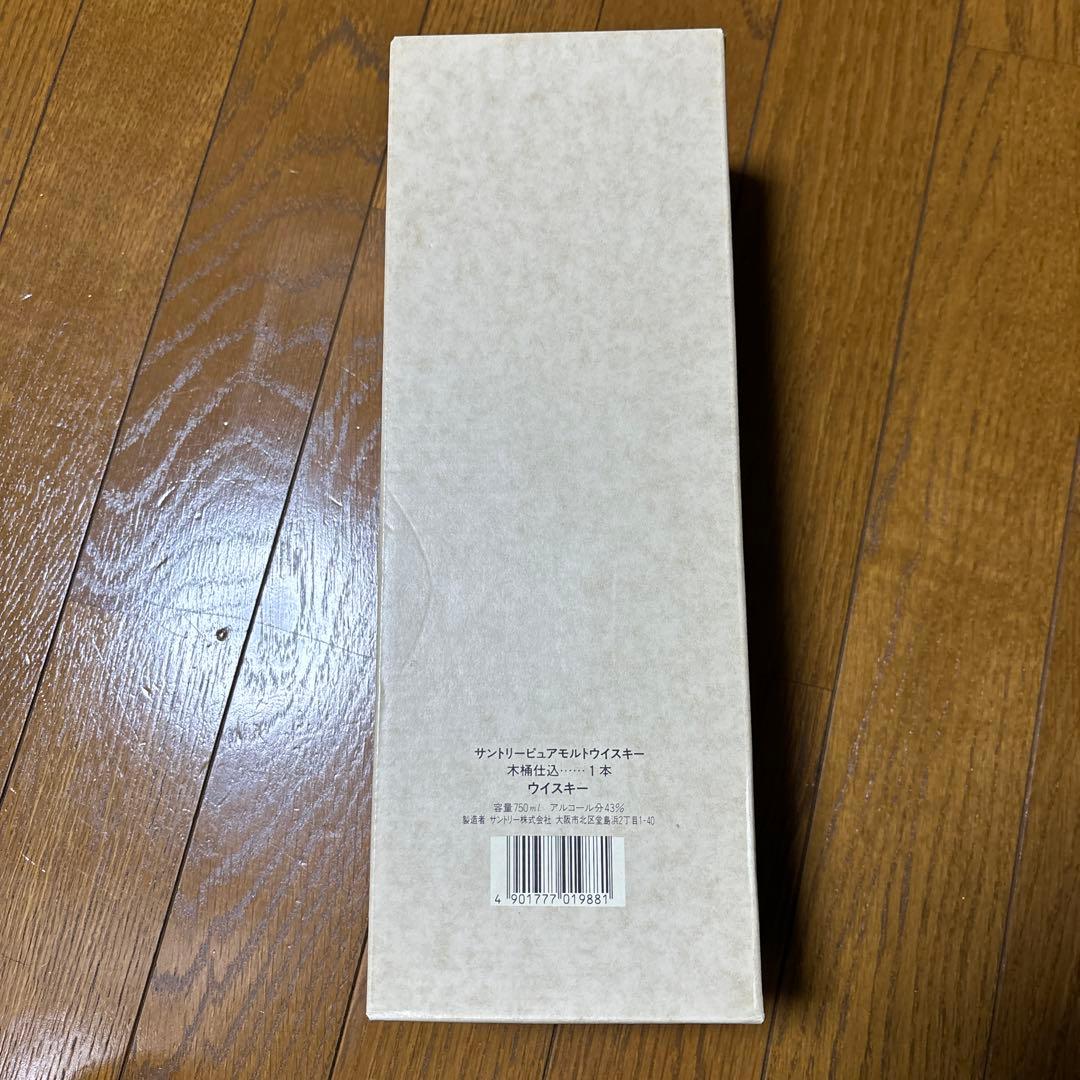 サントリーピュアモルトウイスキー
木桶仕込……1本
ウイスキー
容量750ml アルコール分43%
製造者 サントリー株式会社 大阪市北区堂島浜2丁目1-40
4 901777 019881